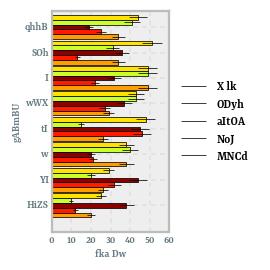 qhhB
SOh
I
wWX
tI
w
YI
HiZS
gABmBU
0 10 20 30 40 50 60
fka Dw
X lk
ODyh
aItOA
NoJ
MNCd